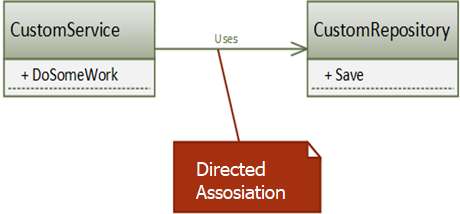 CustomService
Uses
CustomRepository
+ DoSomeWork
+ Save
Directed
Assosiation